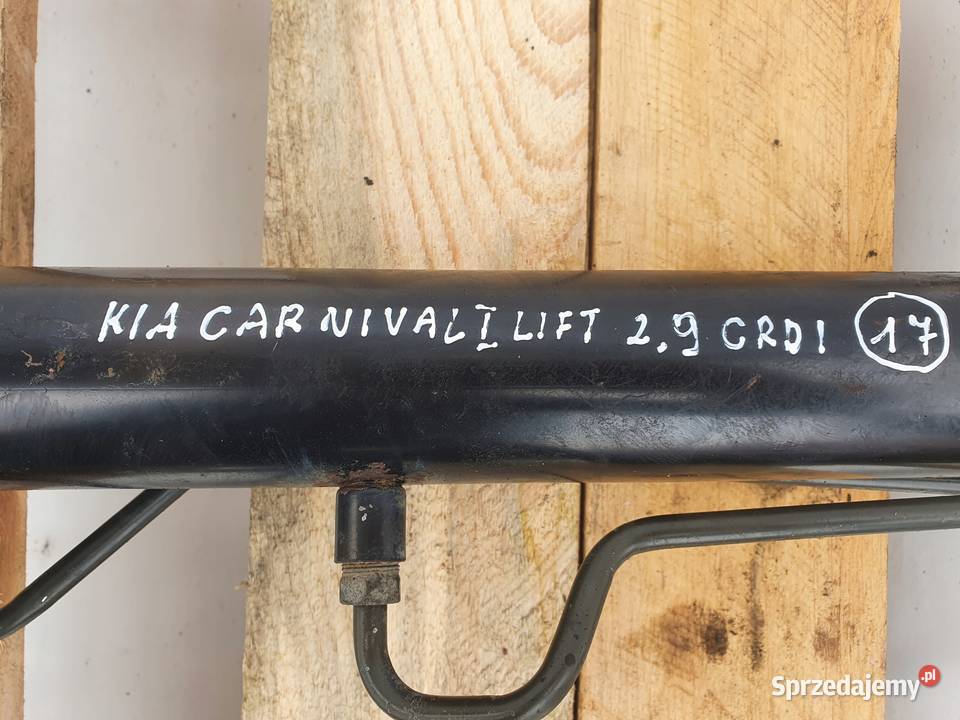 KIA CARNIVAL I LIFT 2.9 CRDI 17
Sprzedajemy.pl